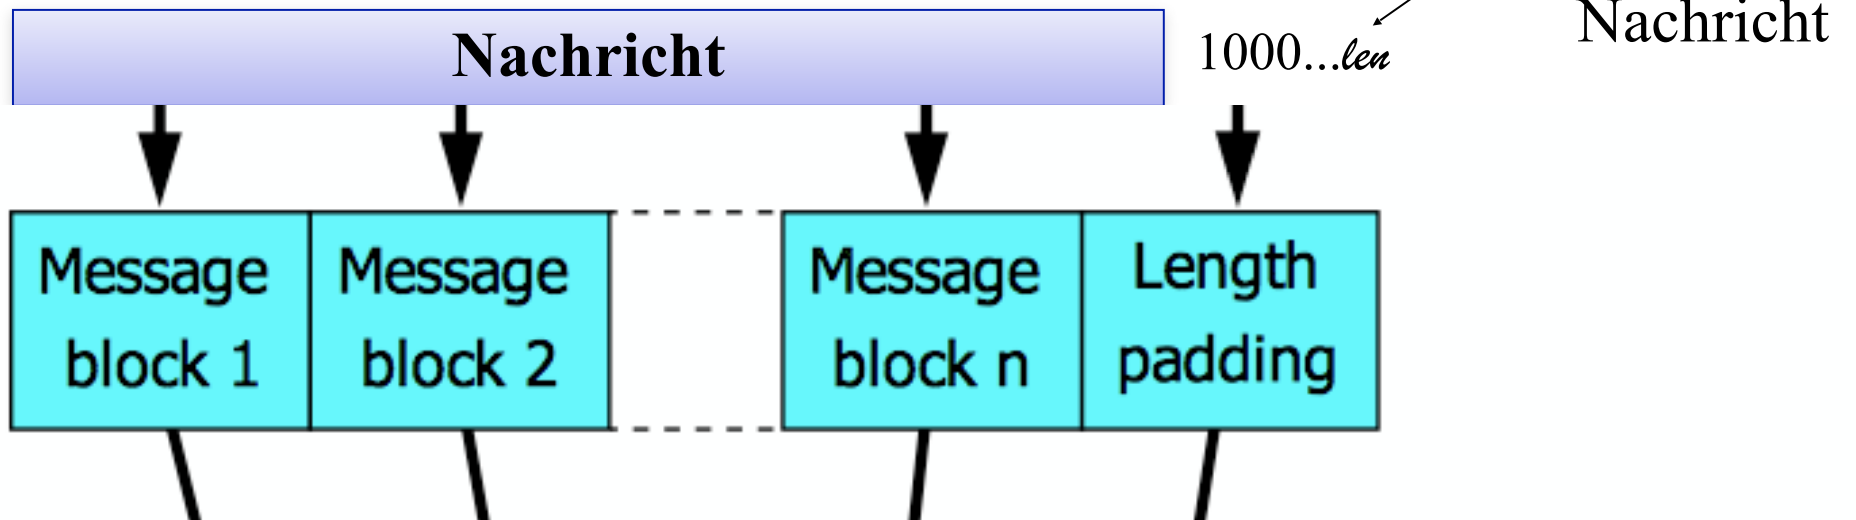 Nachricht
1000...len
Nachricht
Message
block 1
Message
block 2
Message
block n
Length
padding